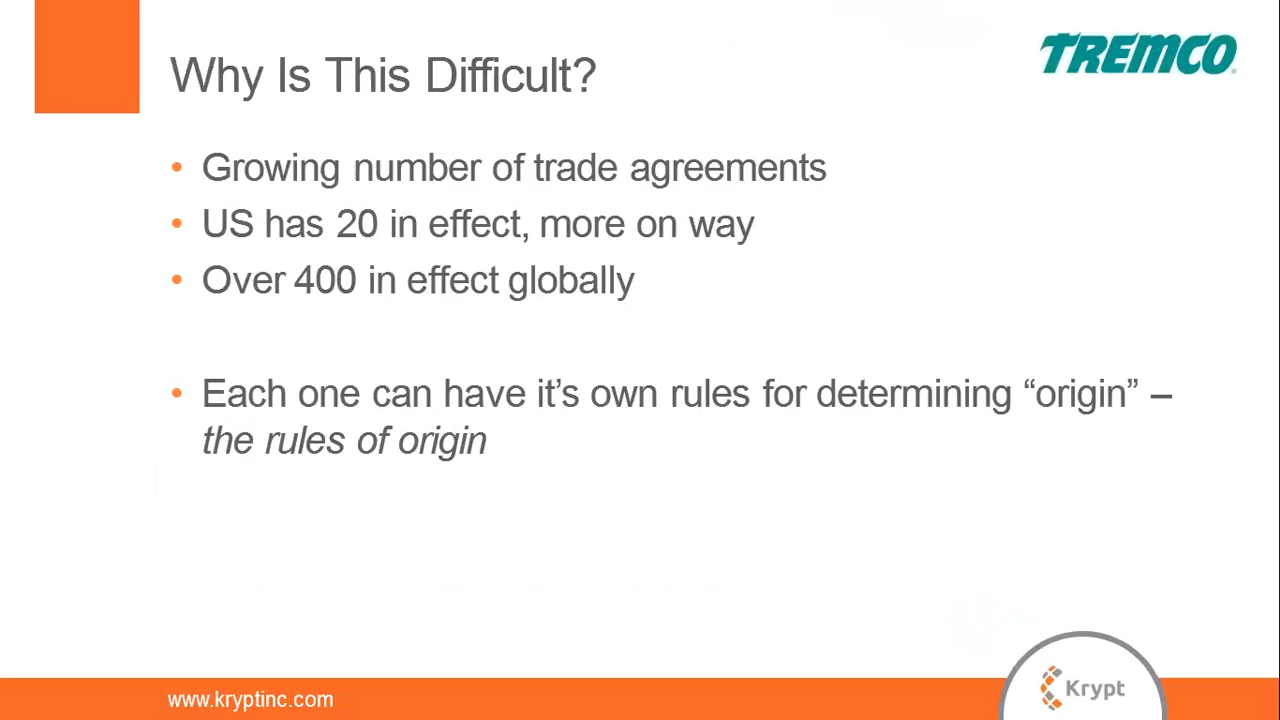 TREMCO
Why Is This Difficult?
• Growing number of trade agreements
• US has 20 in effect, more on way
• Over 400 in effect globally
• Each one can have it’s own rules for determining “origin” –
the rules of origin
www.kryptinc.com
Krypt